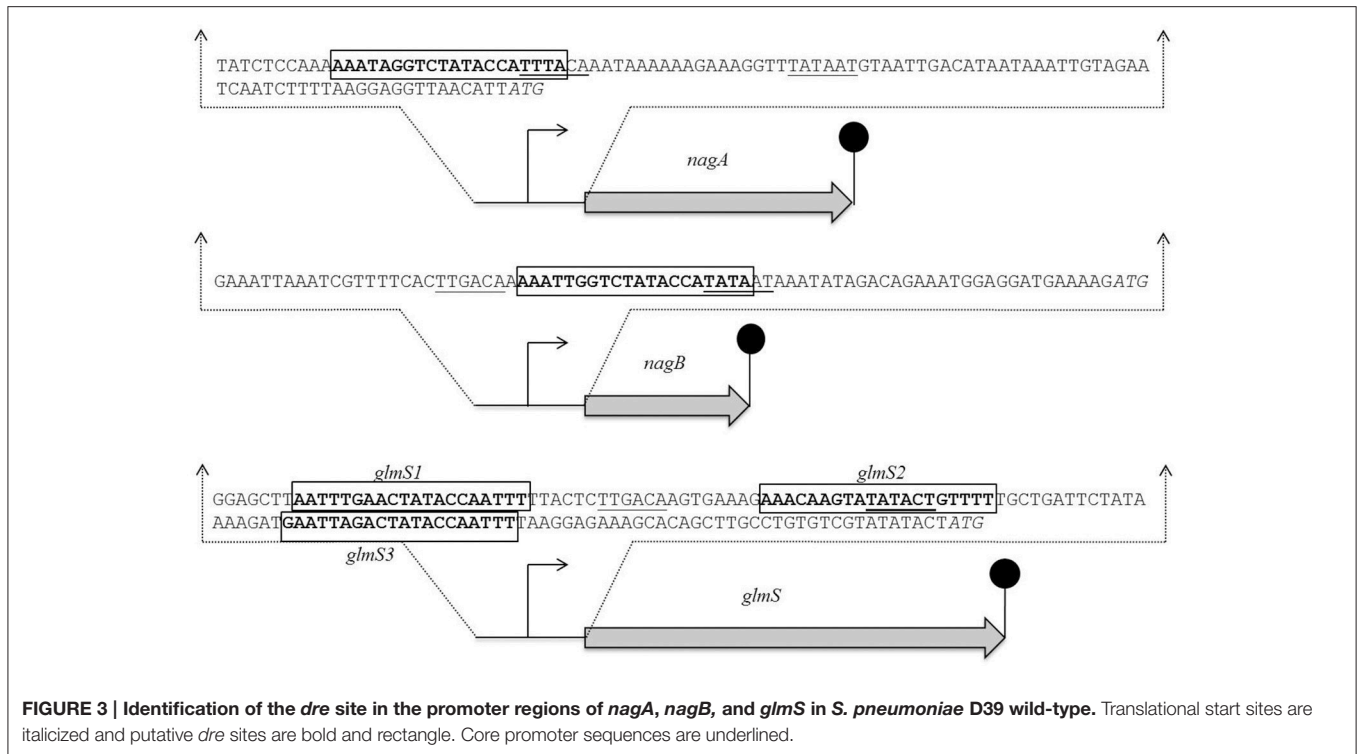 TATCTCCAAAAAATAGGTCTATACCATTTACAAATAAAAAAGAAAGGTTTATAATGTAATTGACATAATAAATTGTAGAA
TCAATCTTTTAAGGAGGTTAACATTATG
nagA
GAAATTAAATCGTTTTCACTTGACAAAAATTGGTCTATACCATATAATAAATATAGACAGAAATGGAGGATGAAAAGATG
nagB
glmS1 glmS2
GGAGCTTAATTTGAACTATACCAATTTTTACTCTTGACAAGTGAAAGAAACAAGTATATACTGTTTTTGCTGATTCTATA
AAAGATGAATTAGACTATACCAATTTTAAGGAGAAAGCACAGCTTGCCTGTGTCGTATATACTATG
glmS3
glmS
FIGURE 3 | Identification of the dre site in the promoter regions of nagA, nagB, and glmS in S. pneumoniae D39 wild-type. Translational start sites are
italicized and putative dre sites are bold and rectangle. Core promoter sequences are underlined.